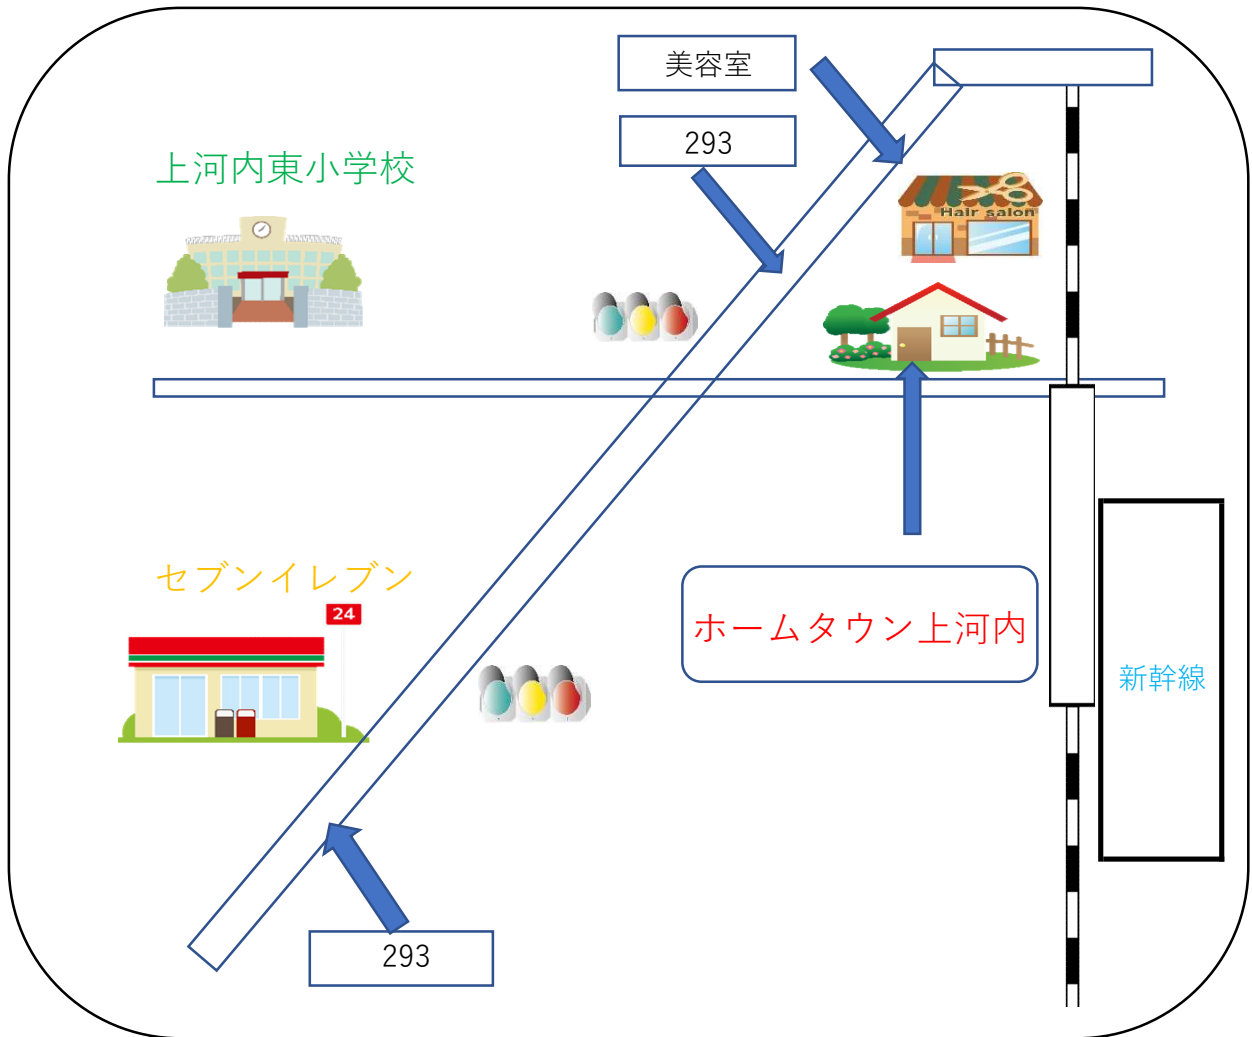 美容室
293
上河内東小学校
Hair salon
セブンイレブン
24
ホームタウン上河内
新幹線
293